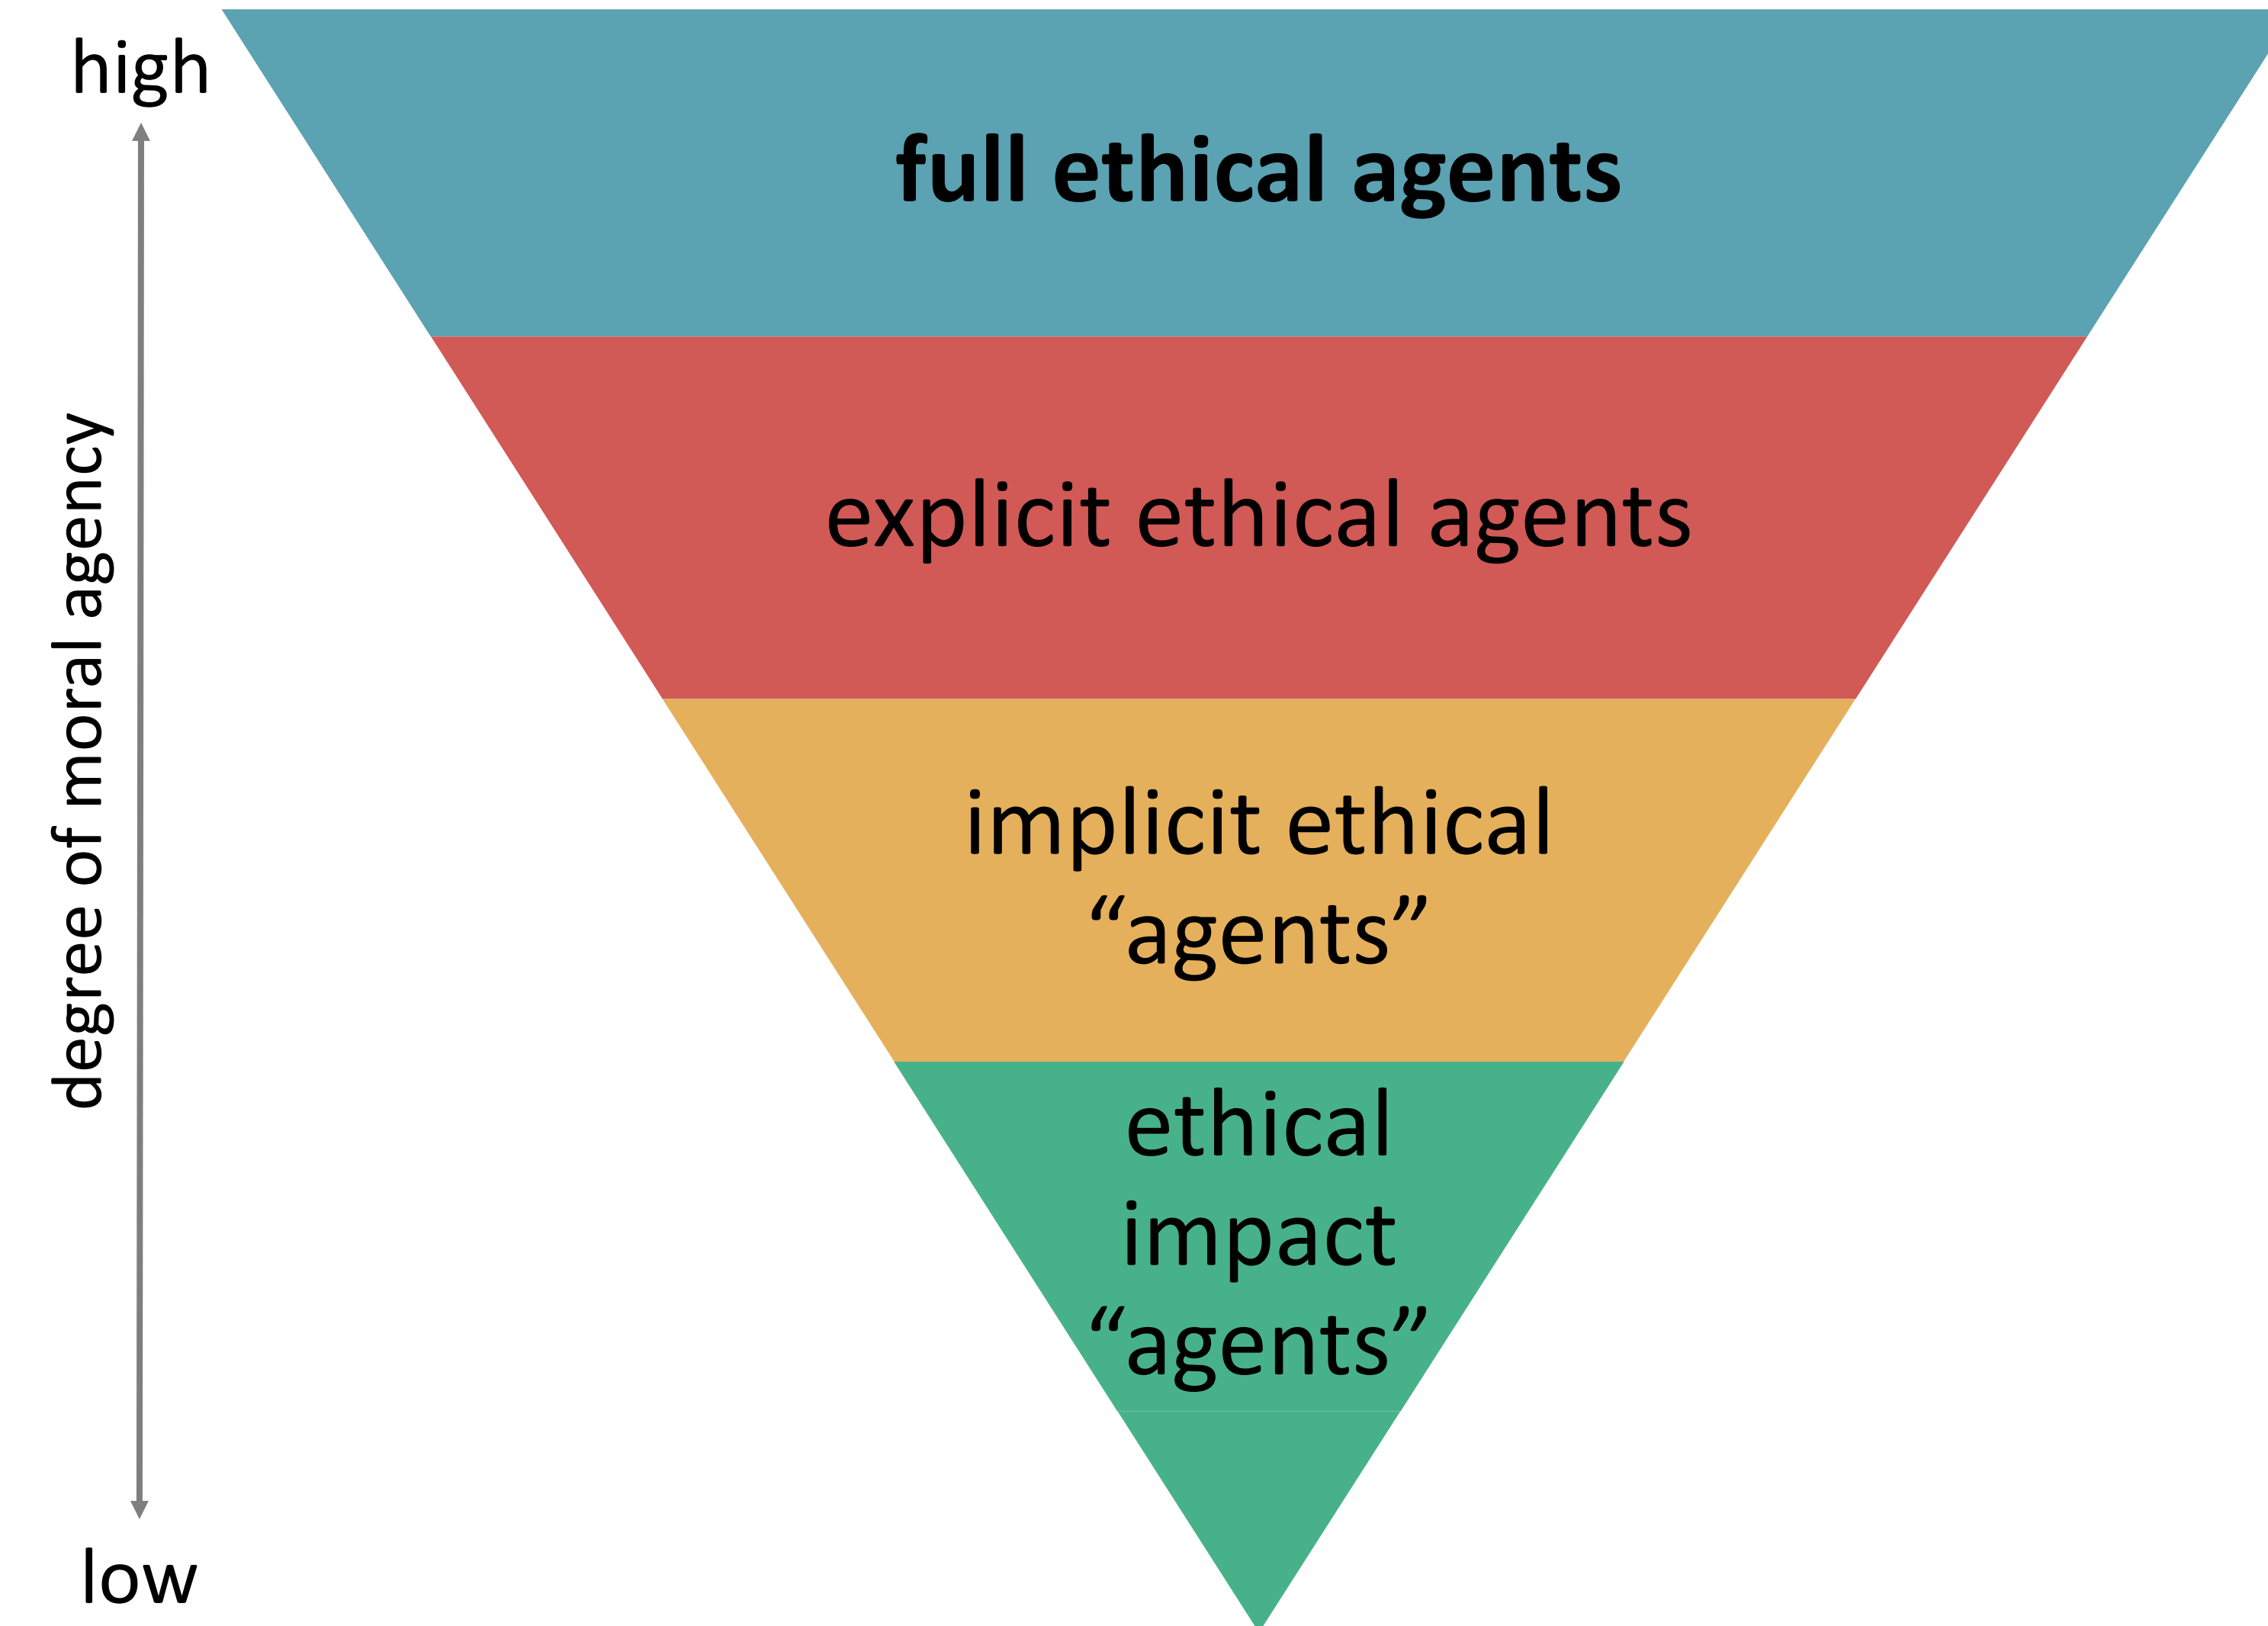 high
full ethical agents
explicit ethical agents
degree of moral agency
implicit ethical
“agents”
ethical
impact
“agents”
low